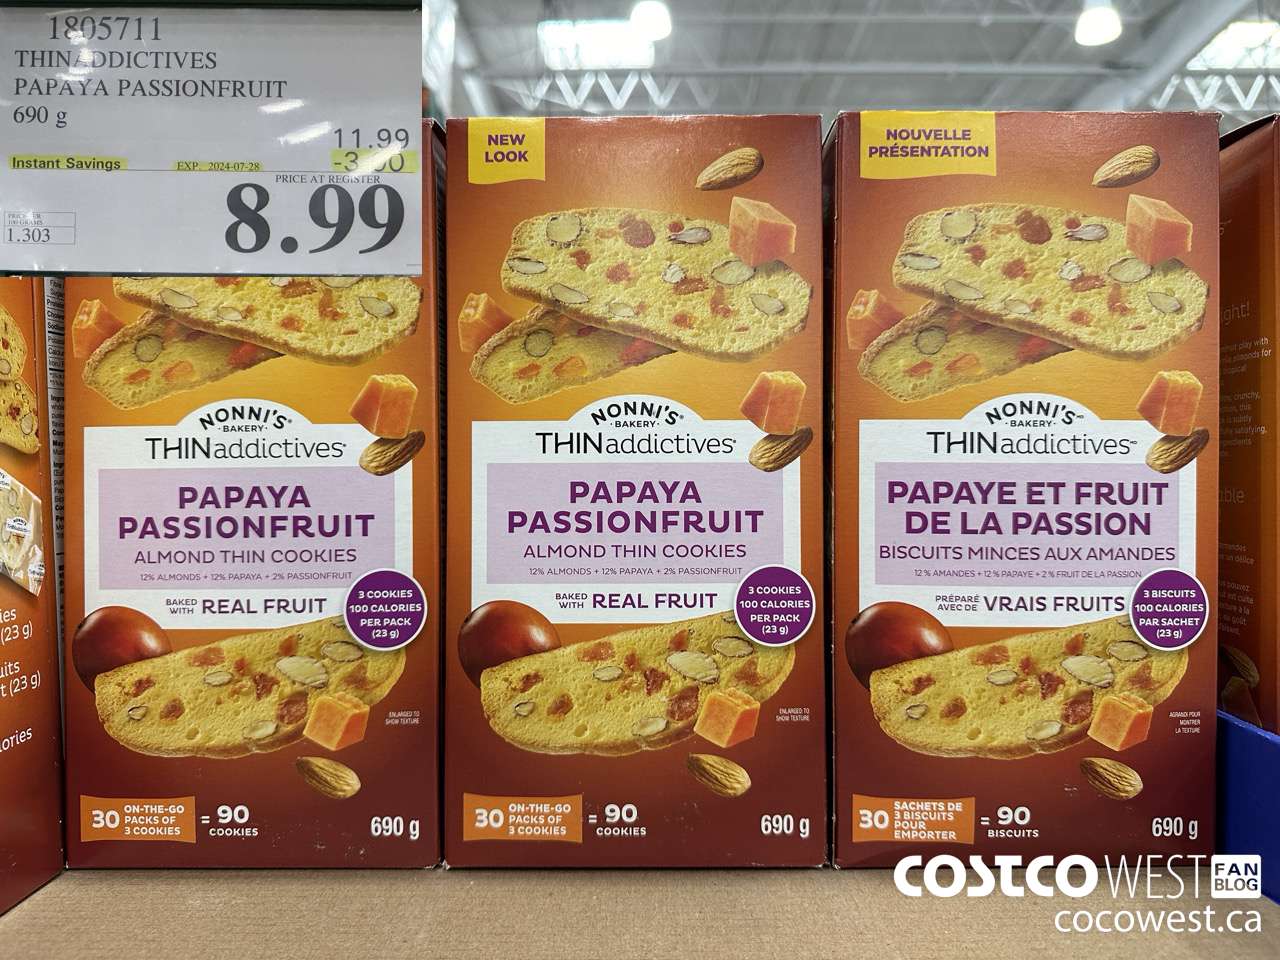 1805711
THINADDICTIVES
PAPAYA PASSIONFRUIT
690 g
11.99
Instant Savings EXP. 2024-07-28 -3.00
PRICE AT REGISTER
8.99
PRICE PER
100 GRAMS
1.303
NONNI'S®
·BAKERY·
THINaddictives®
PAPAYA
PASSIONFRUIT
ALMOND THIN COOKIES
12% ALMONDS + 12% PAPAYA + 2% PASSIONFRUIT
BAKED
WITH REAL FRUIT
3 COOKIES
100 CALORIES
PER PACK
(23 g)
ENLARGED TO
SHOW TEXTURE
30 ON-THE-GO
PACKS OF
3 COOKIES
= 90
COOKIES
690 g
NEW
LOOK
NONNI'S®
·BAKERY·
THINaddictives®
PAPAYA
PASSIONFRUIT
ALMOND THIN COOKIES
12% ALMONDS + 12% PAPAYA + 2% PASSIONFRUIT
BAKED
WITH REAL FRUIT
3 COOKIES
100 CALORIES
PER PACK
(23 g)
ENLARGED TO
SHOW TEXTURE
30 ON-THE-GO
PACKS OF
3 COOKIES
= 90
COOKIES
690 g
NOUVELLE
PRÉSENTATION
NONNI'S
·BAKERY·
THINaddictives
PAPAYE ET FRUIT
DE LA PASSION
BISCUITS MINCES AUX AMANDES
12 % AMANDES + 12 % PAPAYE + 2 % FRUIT DE LA PASSION
PRÉPARÉ
AVEC DE VRAIS FRUITS
3 BISCUITS
100 CALORIES
PAR SACHET
(23 g)
AGRANDI POUR
MONTRER
LA TEXTURE
30 SACHETS DE
3 BISCUITS
POUR
EMPORTER
= 90
BISCUITS
690 g
(23 g)
t (23 g)
COSTCO WEST FAN
BLOG
cocowest.ca